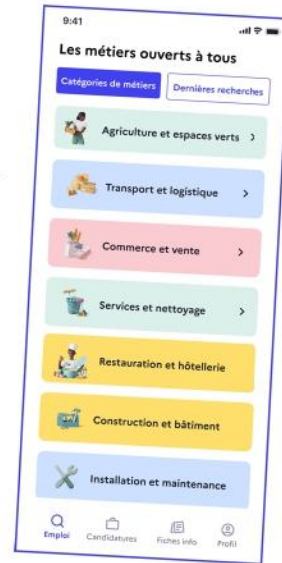 9:41
Les métiers ouverts à tous
Catégories de métiers
Dernières recherches
Agriculture et espaces verts
Transport et logistique
Commerce et vente
Services et nettoyage
Restauration et hôtellerie
Construction et bâtiment
Installation et maintenance
Emploi
Candidatures
Fiches info
Profil